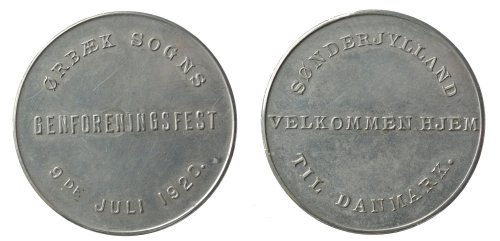 ØRBÆK SOGNS
GENFORENINGSFEST
9DE JULI 1920.
SØNDERJYLLAND
VELKOMMEN HJEM
TIL DANMARK.